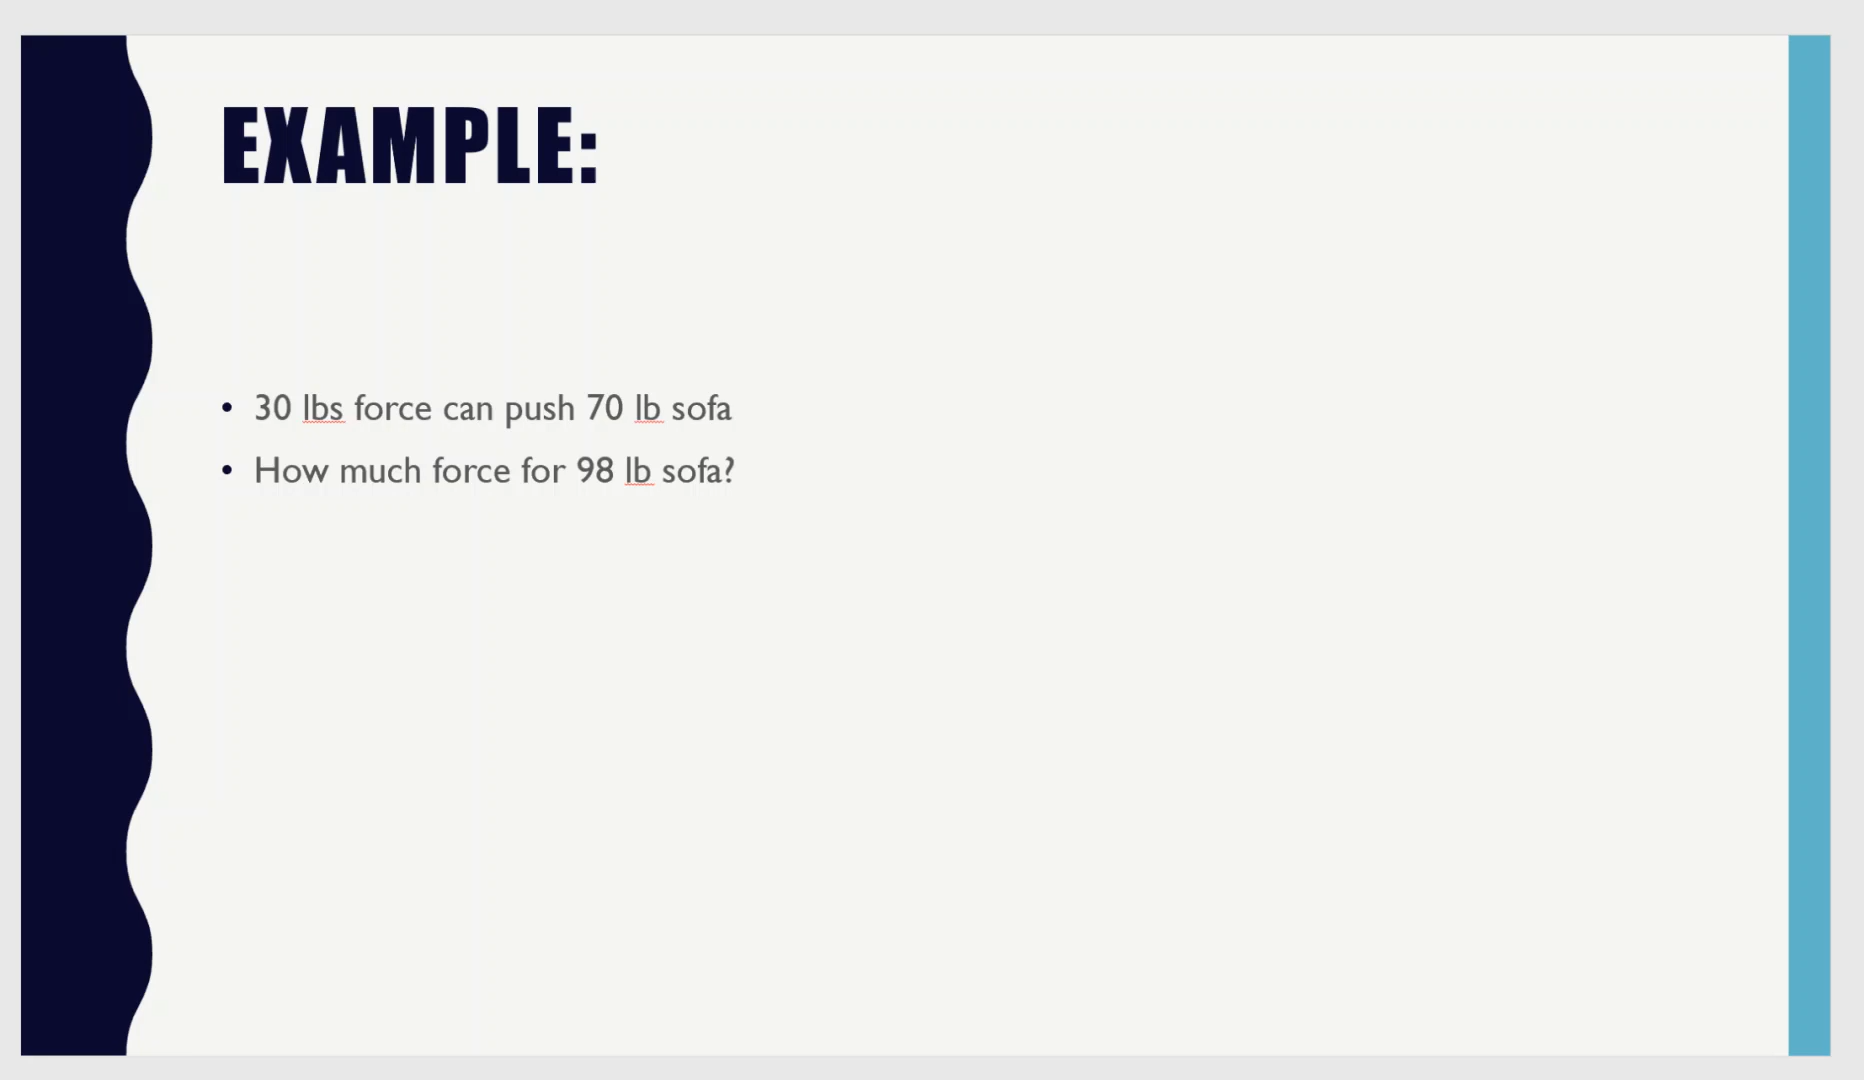 EXAMPLE:
• 30 lbs force can push 70 lb sofa
• How much force for 98 lb sofa?